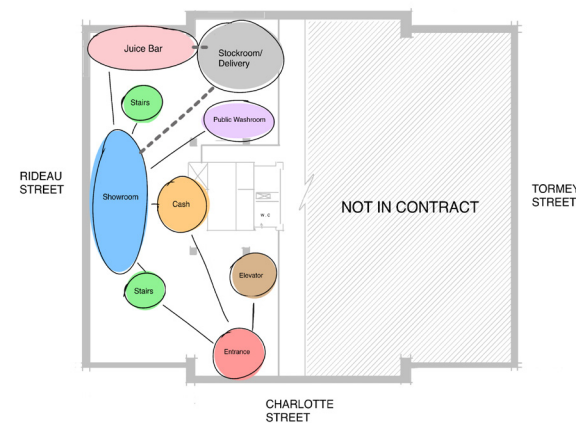 Juice Bar
Stockroom/
Delivery
Stairs
Public Washroom
RIDEAU
STREET
Showroom
Cash
W.C
NOT IN CONTRACT
TORMEY
STREET
Elevator
Stairs
Entrance
CHARLOTTE
STREET